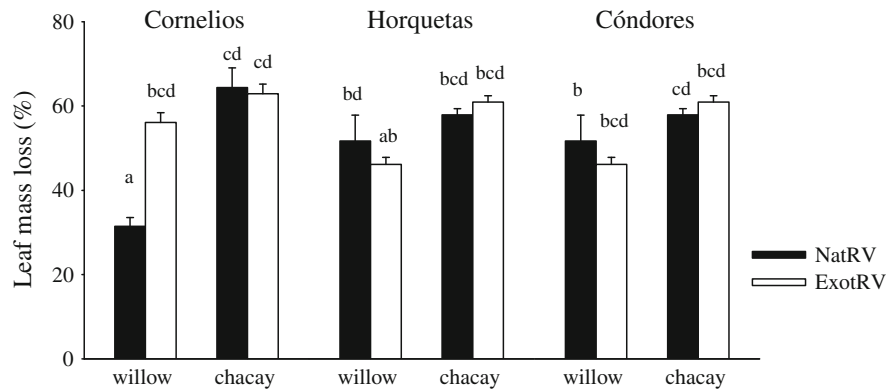 Cornelios Horquetas Cóndores
Leaf mass loss (%)
80
60
40
20
0
a bcd cd cd bd ab bcd bcd b bcd cd bcd
willow chacay willow chacay willow chacay
NatRV
ExotRV